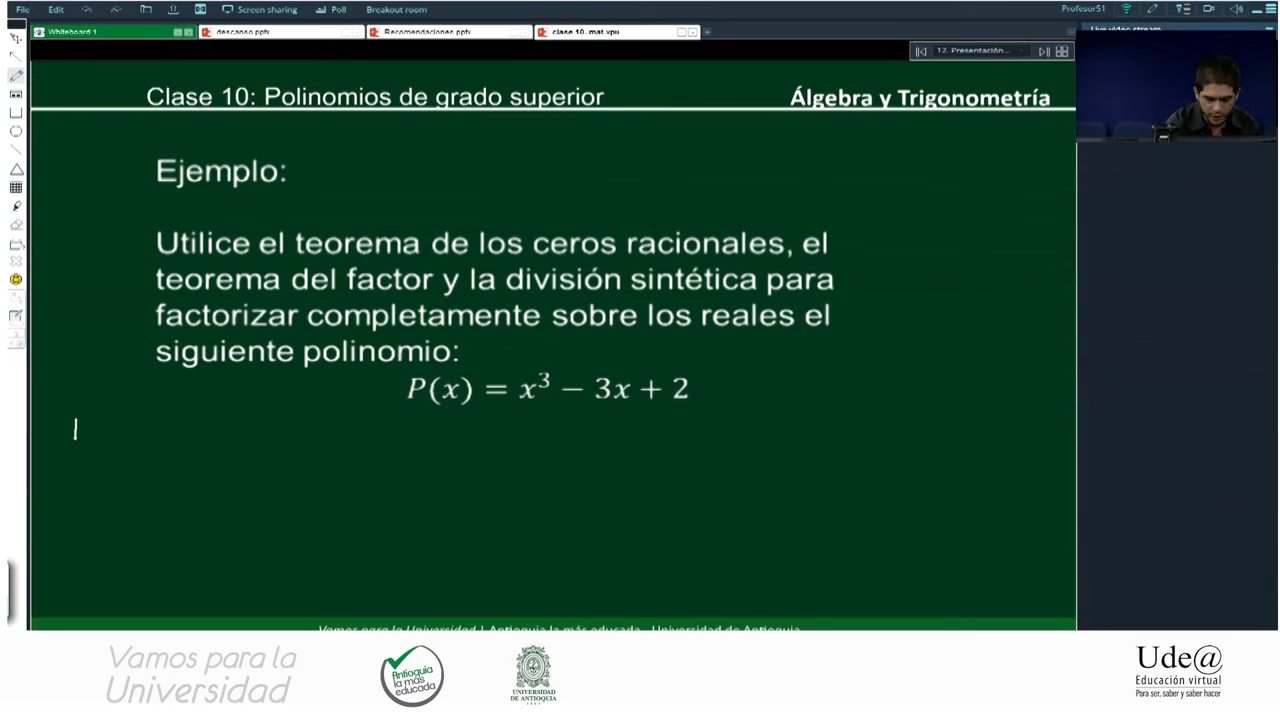 File Edit Screen sharing Poll Breakout room Profesor51
Whiteboard 1 descanso.pptx Recomendaciones.pptx clase 10. mat.vpu Live video stream
12. Presentación...
Clase 10: Polinomios de grado superior Álgebra y Trigonometría
Ejemplo:
Utilice el teorema de los ceros racionales, el
teorema del factor y la división sintética para
factorizar completamente sobre los reales el
siguiente polinomio:
P(x) = x³ − 3x + 2
Vamos para la Universidad | Antioquia la más educada - Universidad de Antioquia
Vamos para la
Universidad
Antioquia
la más
educada
UNIVERSIDAD
DE ANTIOQUIA
1803
Ude@
Educación virtual
Para ser, saber y saber hacer